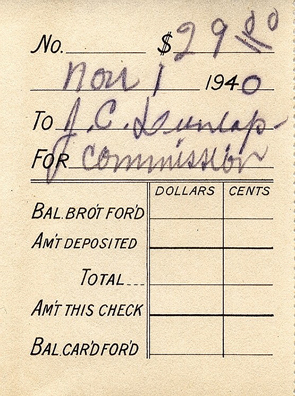 No. $29.00
Nov 1 1940
To J.C. Dunlap
FOR commission
DOLLARS CENTS
BAL. BRO'T FOR'D
AM'T DEPOSITED
TOTAL
AM'T THIS CHECK
BAL. CAR'D FOR'D